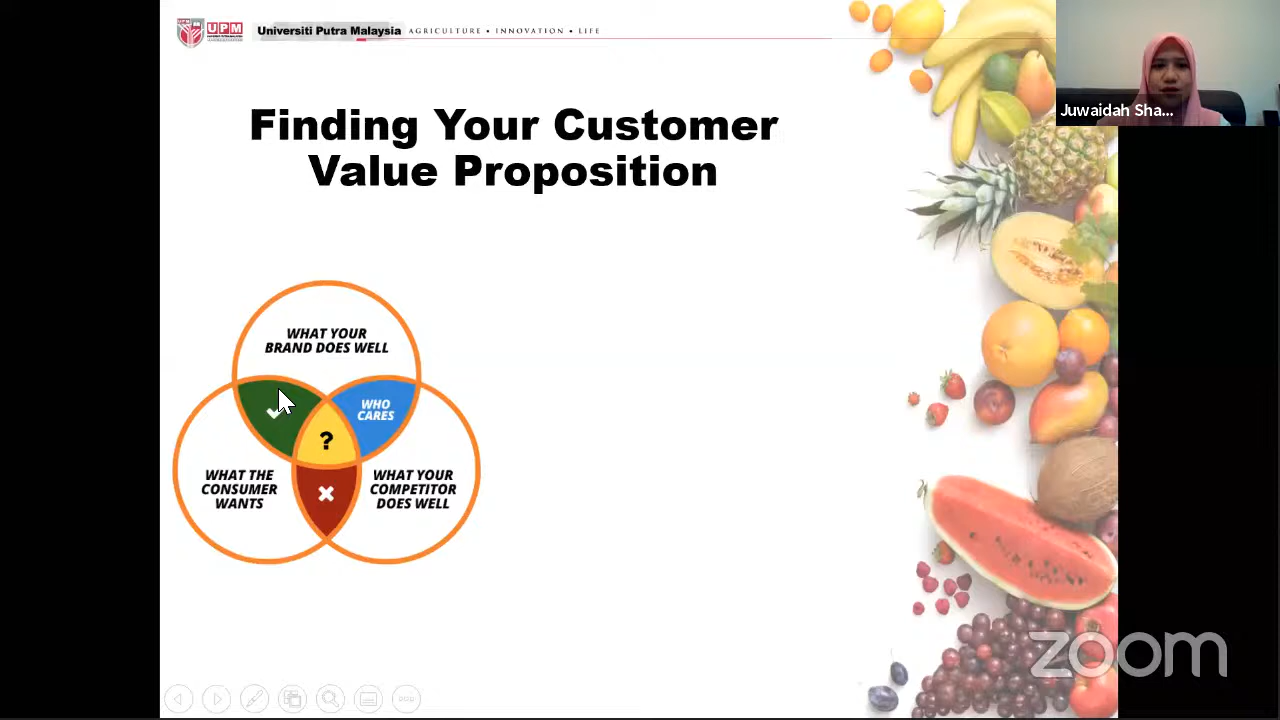 UPM
Universiti Putra Malaysia AGRICULTURE • INNOVATION • LIFE
Juwaidah Sha...
Finding Your Customer
Value Proposition
WHAT YOUR
BRAND DOES WELL
WHO
CARES
?
WHAT THE
CONSUMER
WANTS
WHAT YOUR
COMPETITOR
DOES WELL
zoom